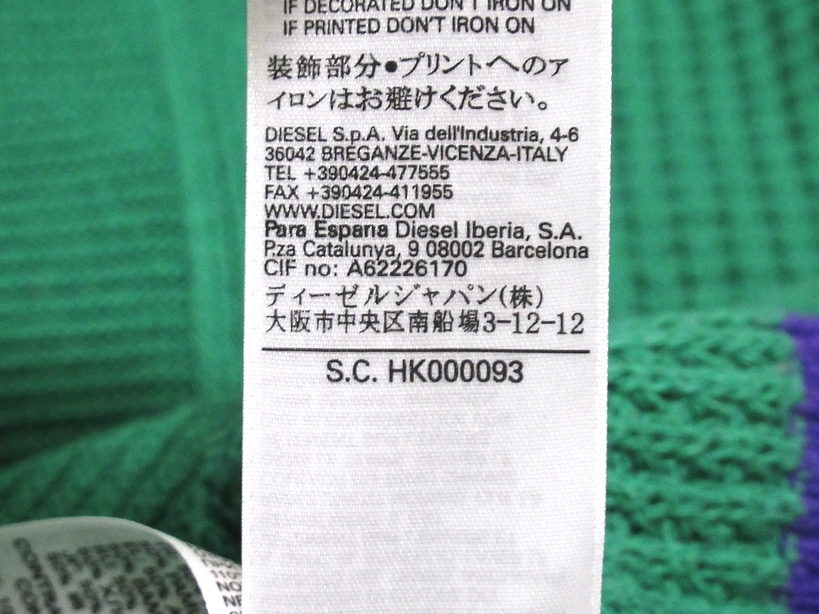 IF DECORATED DON'T IRON ON
IF PRINTED DON'T IRON ON
装飾部分●プリントへのア
イロンはお避けください。
DIESEL S.p.A. Via dell'Industria, 4-6
36042 BREGANZE-VICENZA-ITALY
TEL +390424-477555
FAX +390424-411955
WWW.DIESEL.COM
Para Espana Diesel Iberia, S.A.
P.za Catalunya, 9 08002 Barcelona
CIF no: A62226170
ディーゼルジャパン(株)
大阪市中央区南船場3-12-12
S.C. HK000093